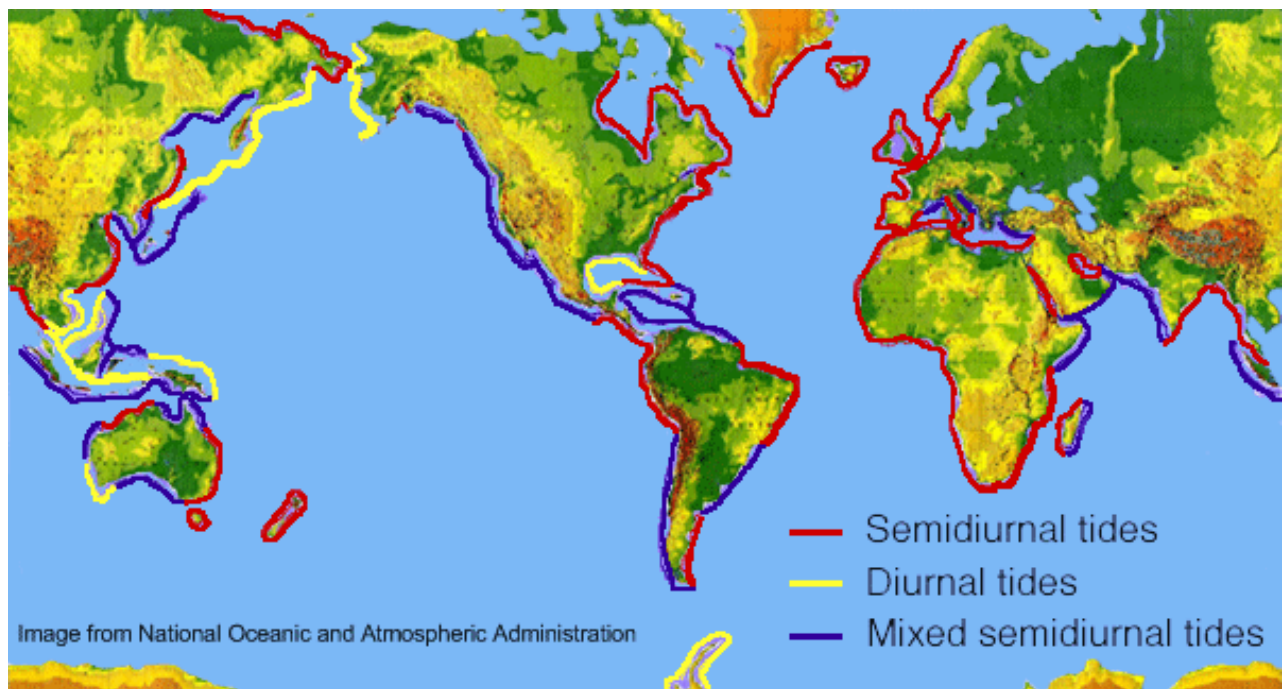 Semidiurnal tides
Diurnal tides
Mixed semidiurnal tides
Image from National Oceanic and Atmospheric Administration